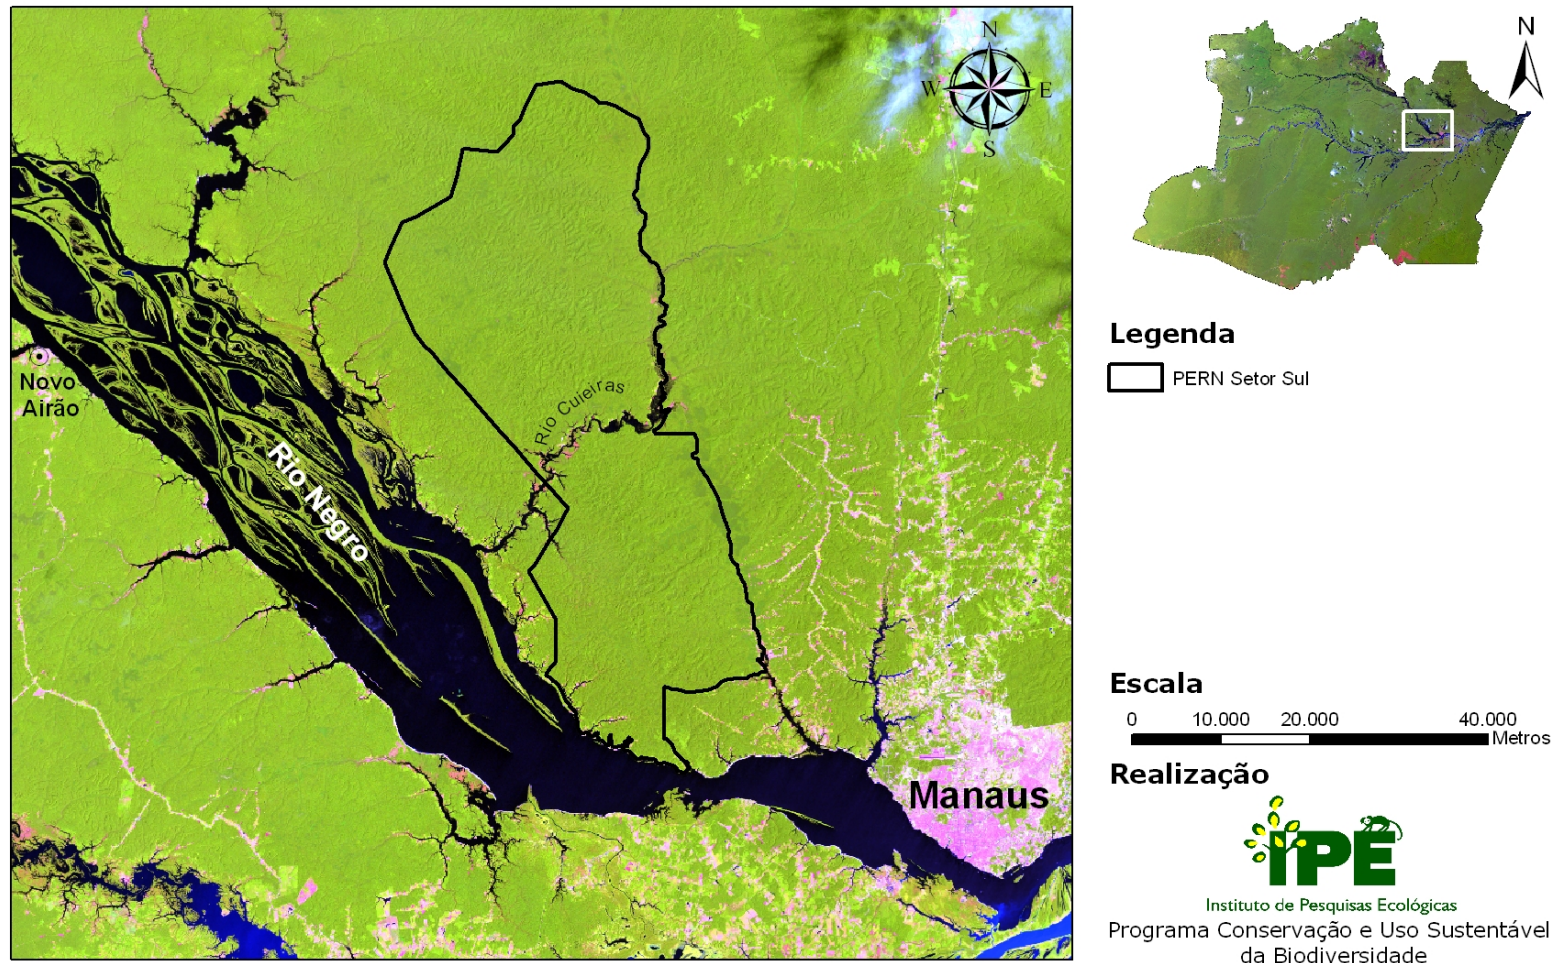 N
W
E
S
Novo
Airão
Rio Negro
Rio Cuieiras
Manaus
N
Legenda
PERN Setor Sul
Escala
0 10.000 20.000 40.000
Metros
Realização
IPÊ
Instituto de Pesquisas Ecológicas
Programa Conservação e Uso Sustentável
da Biodiversidade